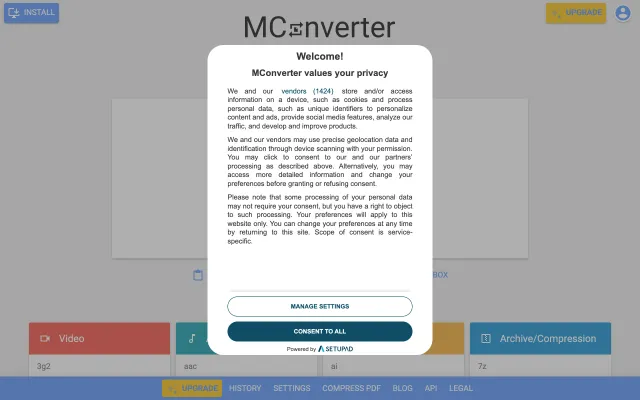 INSTALL
MConverter
UPGRADE
Welcome!
MConverter values your privacy
We and our vendors (1424) store and/or access
information on a device, such as cookies and process
personal data, such as unique identifiers to personalize
content and ads, provide social media features, analyze our
traffic, and develop and improve products.
We and our vendors may use precise geolocation data and
identification through device scanning with your permission.
You may click to consent to our and our partners'
processing as described above. Alternatively, you may
access more detailed information and change your
preferences before granting or refusing consent.
Please note that some processing of your personal data
may not require your consent, but you have a right to object
to such processing. Your preferences will apply to this
website only. You can change your preferences at any time
by returning to this site. Scope of consent is service-
specific.
BOX
MANAGE SETTINGS
CONSENT TO ALL
Powered by SETUPAD
Video
Archive/Compression
3g2
aac
ai
7z
UPGRADE HISTORY SETTINGS COMPRESS PDF BLOG API LEGAL